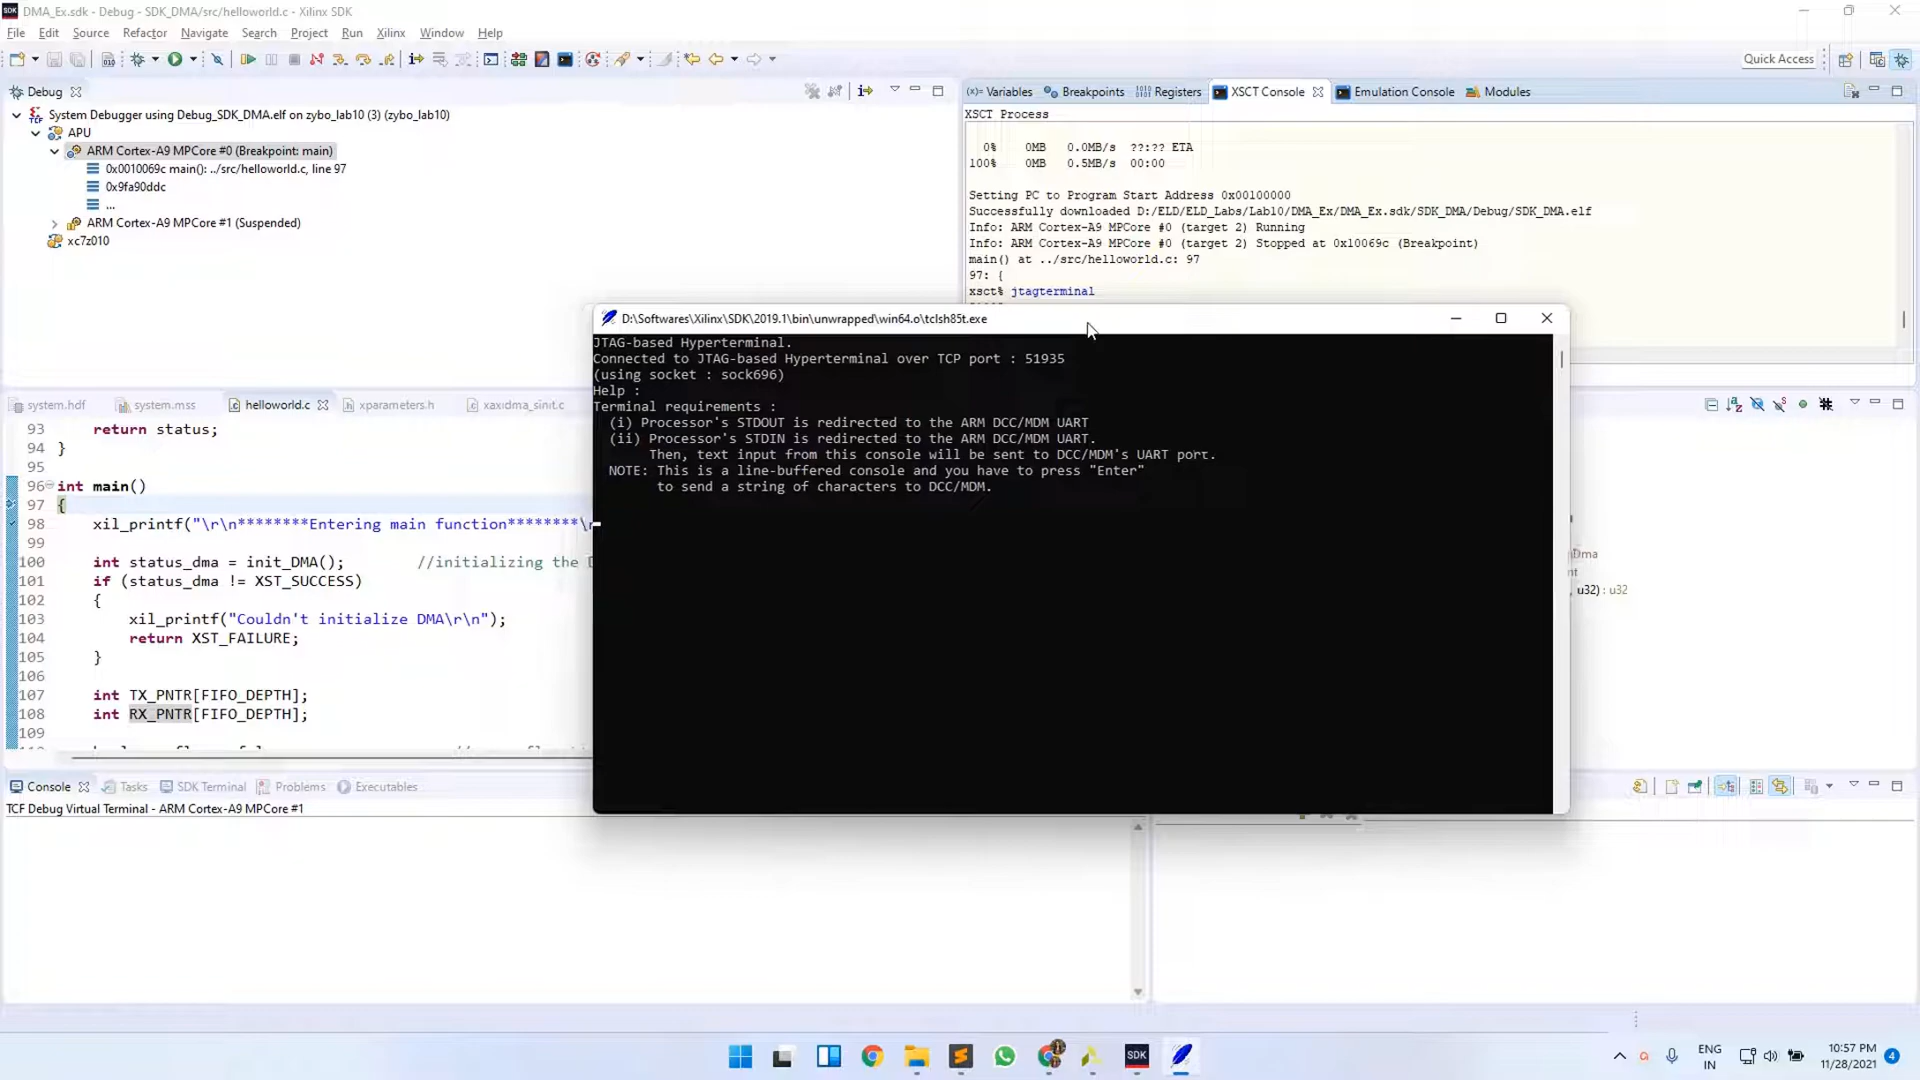 SDK DMA_Ex.sdk - Debug - SDK_DMA/src/helloworld.c - Xilinx SDK
File Edit Source Refactor Navigate Search Project Run Xilinx Window Help
Quick Access
Debug
(x)= Variables Breakpoints Registers XSCT Console Emulation Console Modules
System Debugger using Debug_SDK_DMA.elf on zybo_lab10 (3) (zybo_lab10)
APU
ARM Cortex-A9 MPCore #0 (Breakpoint: main)
0x0010069c main(): ../src/helloworld.c, line 97
0x9fa90ddc
...
ARM Cortex-A9 MPCore #1 (Suspended)
xc7z010
XSCT Process
0% 0MB 0.0MB/s ??:?? ETA
100% 0MB 0.5MB/s 00:00
Setting PC to Program Start Address 0x00100000
Successfully downloaded D:/ELD/ELD_Labs/Lab10/DMA_Ex/DMA_Ex.sdk/SDK_DMA/Debug/SDK_DMA.elf
Info: ARM Cortex-A9 MPCore #0 (target 2) Running
Info: ARM Cortex-A9 MPCore #0 (target 2) Stopped at 0x10069c (Breakpoint)
main() at ../src/helloworld.c: 97
97: {
xsct% jtagterminal
D:\Softwares\Xilinx\SDK\2019.1\bin\unwrapped\win64.o\tclsh85t.exe
JTAG-based Hyperterminal.
Connected to JTAG-based Hyperterminal over TCP port : 51935
(using socket : sock696)
Help :
Terminal requirements :
(i) Processor's STDOUT is redirected to the ARM DCC/MDM UART
(ii) Processor's STDIN is redirected to the ARM DCC/MDM UART.
Then, text input from this console will be sent to DCC/MDM's UART port.
NOTE: This is a line-buffered console and you have to press "Enter"
to send a string of characters to DCC/MDM.
system.hdf system.mss helloworld.c xparameters.h xaxidma_sinit.c
93 return status;
94 }
95
96 int main()
97 {
98 xil_printf("\r\n********Entering main function********\r
99
100 int status_dma = init_DMA(); //initializing the
101 if (status_dma != XST_SUCCESS)
102 {
103 xil_printf("Couldn't initialize DMA\r\n");
104 return XST_FAILURE;
105 }
106
107 int TX_PNTR[FIFO_DEPTH];
108 int RX_PNTR[FIFO_DEPTH];
109
Dma
nt
, u32) : u32
Console Tasks SDK Terminal Problems Executables
TCF Debug Virtual Terminal - ARM Cortex-A9 MPCore #1
SDK
ENG
IN
10:57 PM
11/28/2021
4